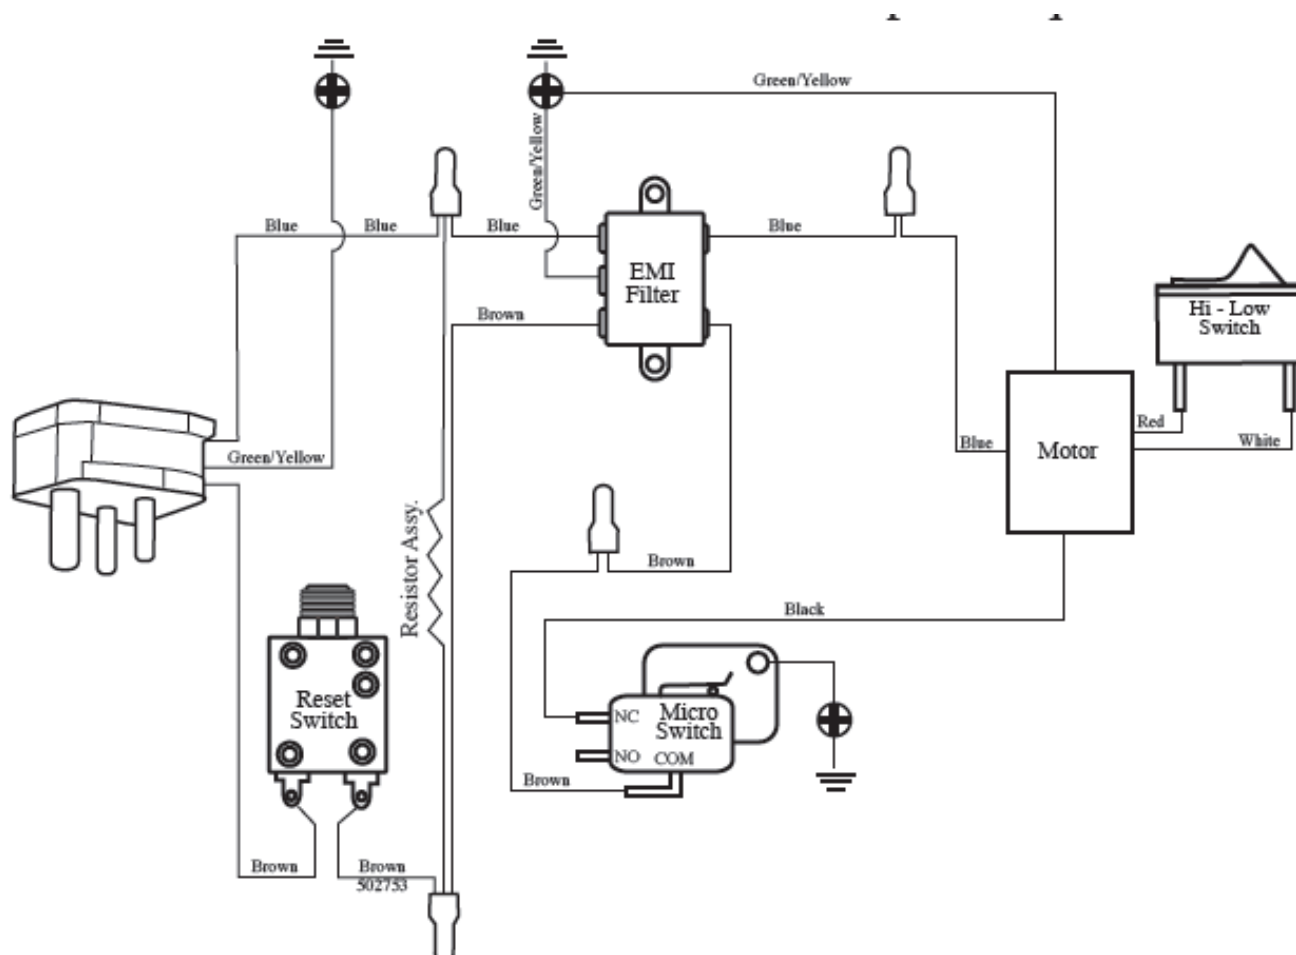 Green/Yellow
Green/Yellow
Blue
Blue
Blue
Blue
EMI
Filter
Brown
Hi - Low
Switch
Red
White
Blue
Motor
Green/Yellow
Resistor Assy.
Brown
Black
Reset
Switch
NC
Micro
Switch
NO
COM
Brown
Brown
Brown
502753